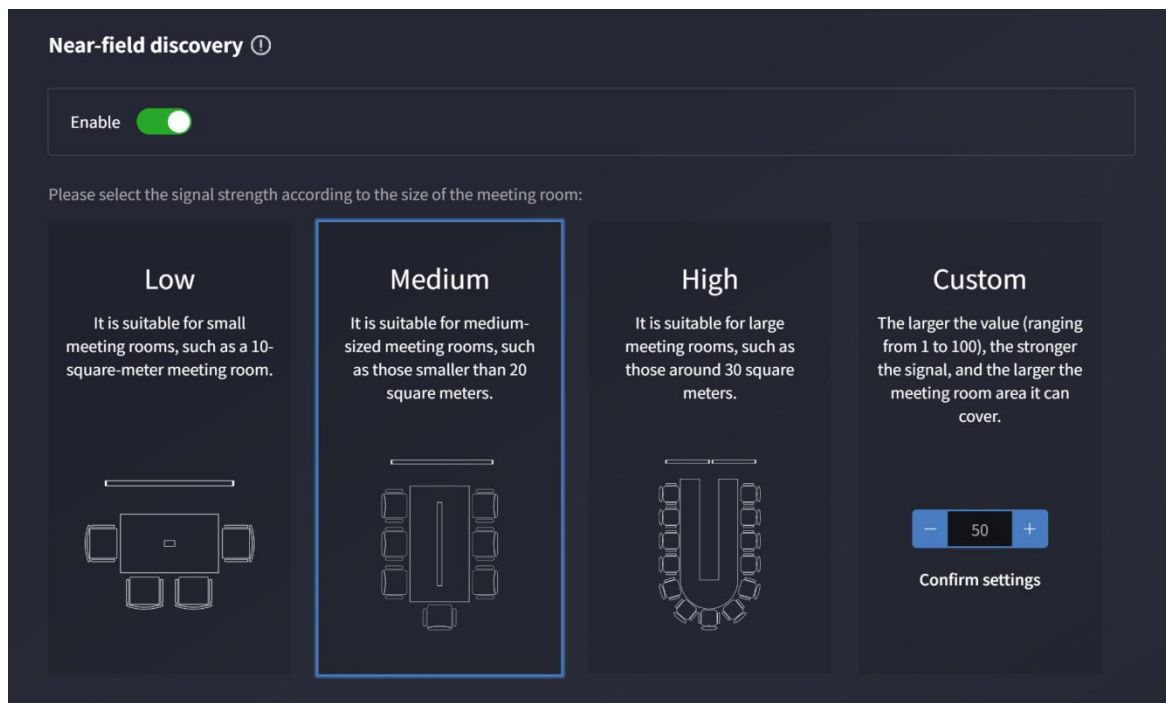 Near-field discovery
Enable
Please select the signal strength according to the size of the meeting room:
Low
It is suitable for small
meeting rooms, such as a 10-
square-meter meeting room.
Medium
It is suitable for medium-
sized meeting rooms, such
as those smaller than 20
square meters.
High
It is suitable for large
meeting rooms, such as
those around 30 square
meters.
Custom
The larger the value (ranging
from 1 to 100), the stronger
the signal, and the larger the
meeting room area it can
cover.
− 50 +
Confirm settings